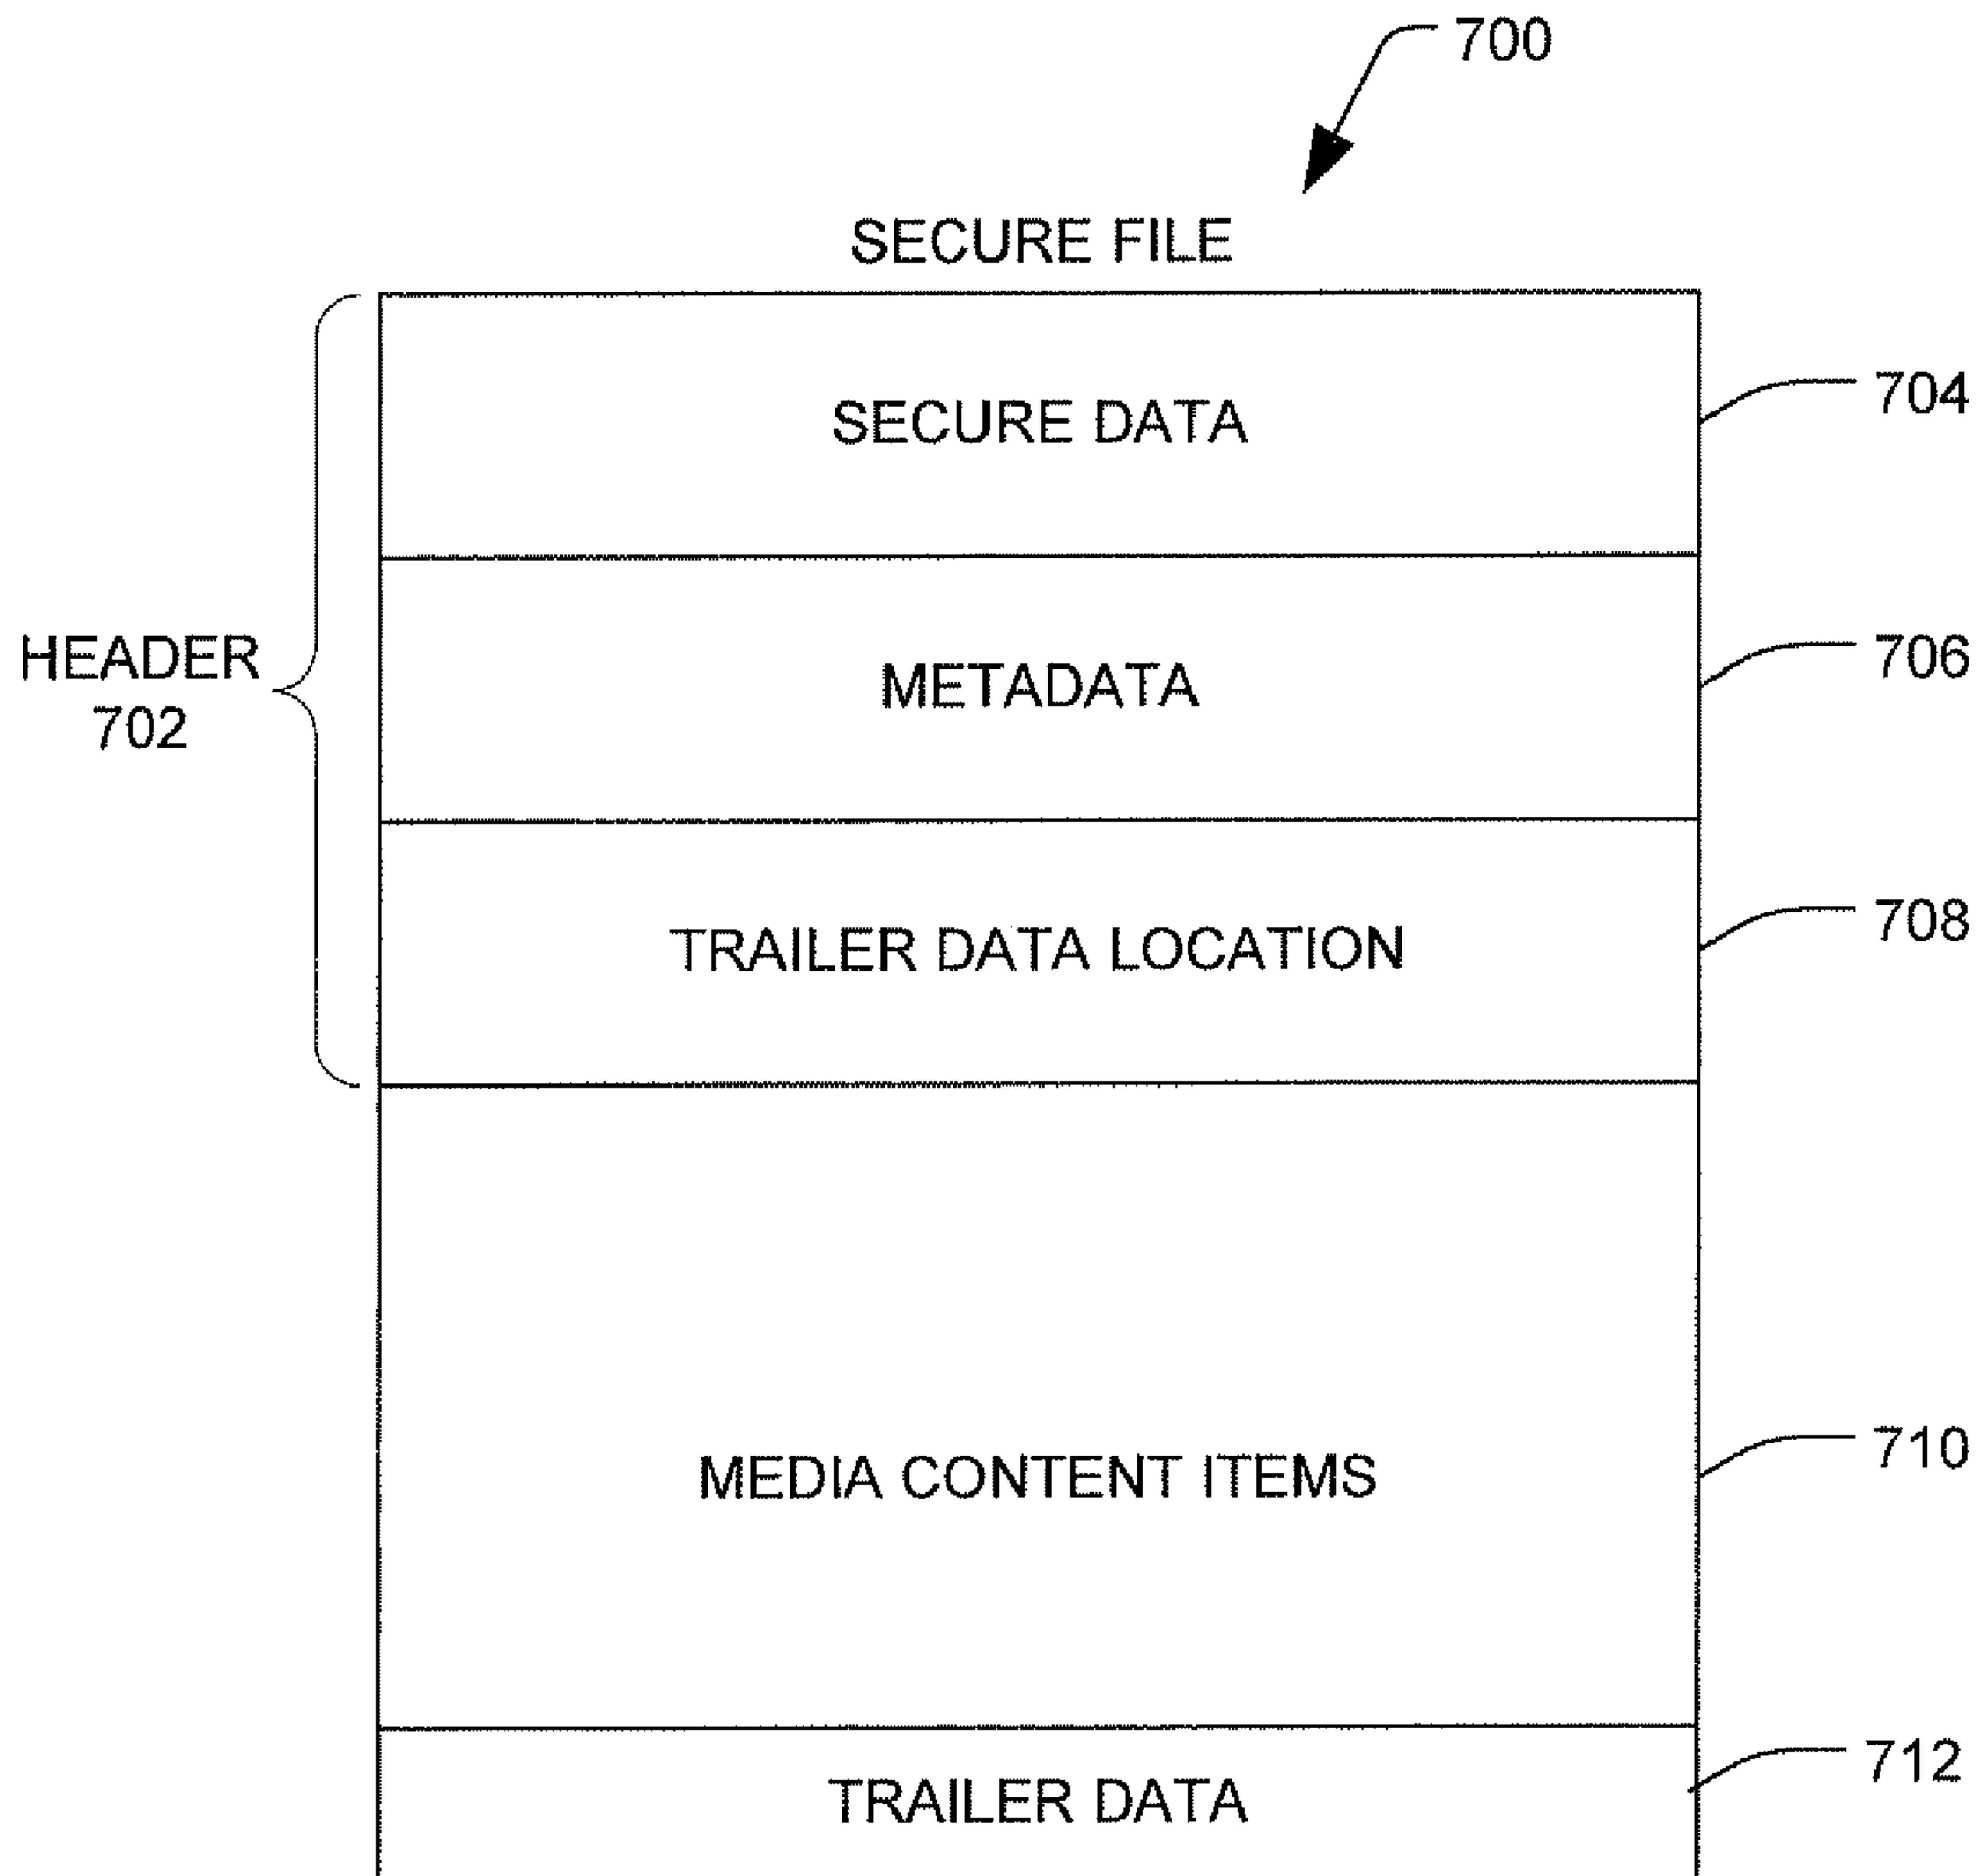 700
SECURE FILE
SECURE DATA
704
METADATA
706
HEADER
702
TRAILER DATA LOCATION
708
MEDIA CONTENT ITEMS
710
TRAILER DATA
712